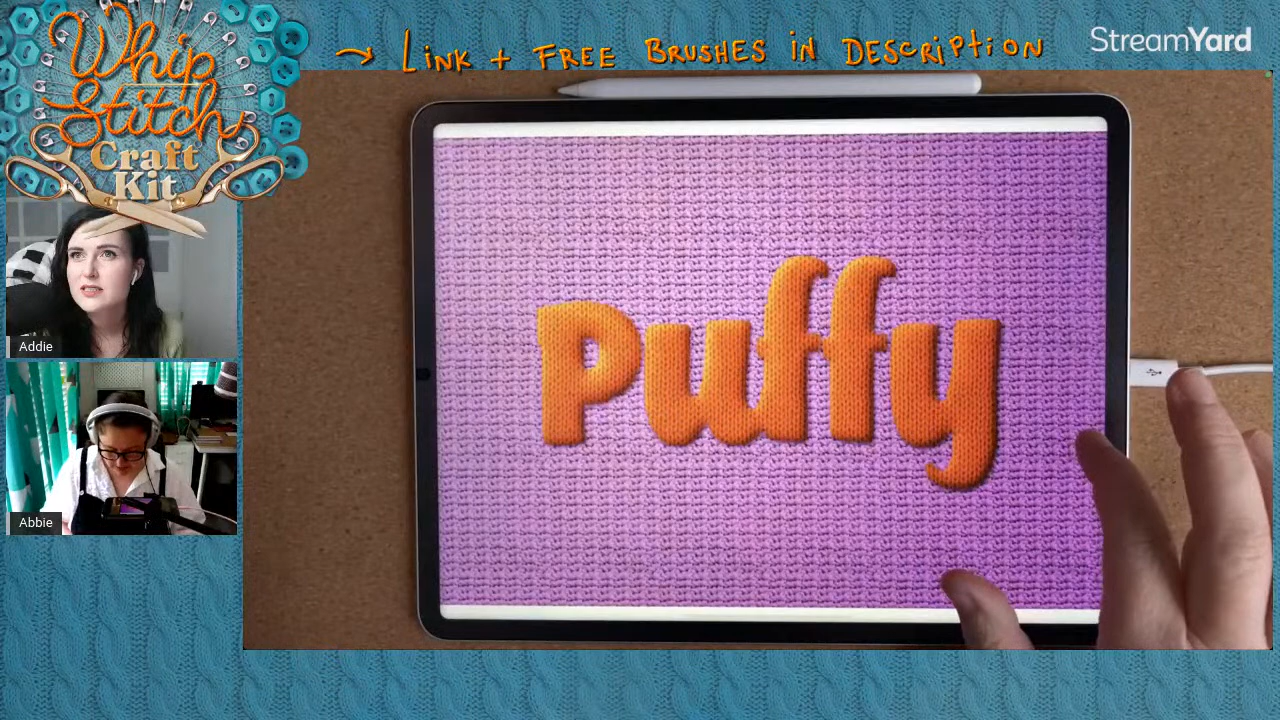 Whip
Stitch
Craft
Kit
→ LINK + FREE BRUSHES IN DESCRIPTION
StreamYard
Puffy
Addie
Abbie